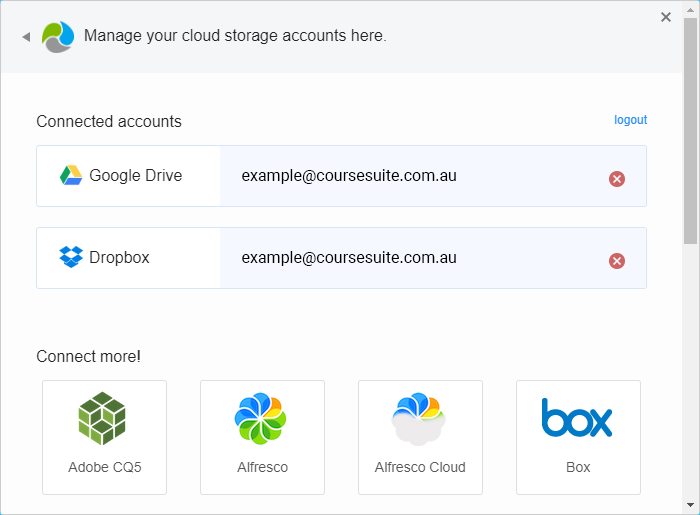 Manage your cloud storage accounts here.
Connected accounts
logout
Google Drive
example@coursesuite.com.au
Dropbox
example@coursesuite.com.au
Connect more!
box
Adobe CQ5
Alfresco
Alfresco Cloud
Box